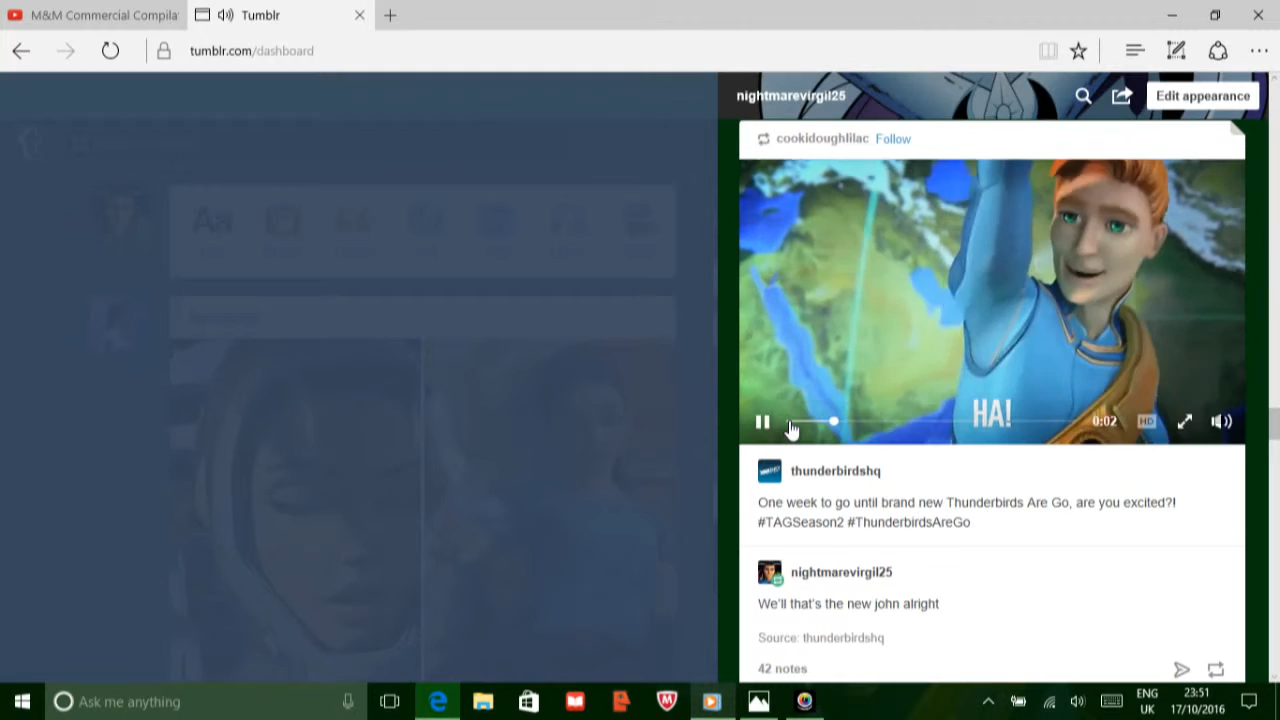 M&M Commercial Compila
Tumblr
tumblr.com/dashboard
nightmarevirgil25
Edit appearance
cookidoughlilac Follow
HA!
0:02
HD
thunderbirdshq
One week to go until brand new Thunderbirds Are Go, are you excited?!
#TAGSeason2 #ThunderbirdsAreGo
nightmarevirgil25
We'll that's the new john alright
Source: thunderbirdshq
42 notes
Ask me anything
ENG
UK
23:51
17/10/2016